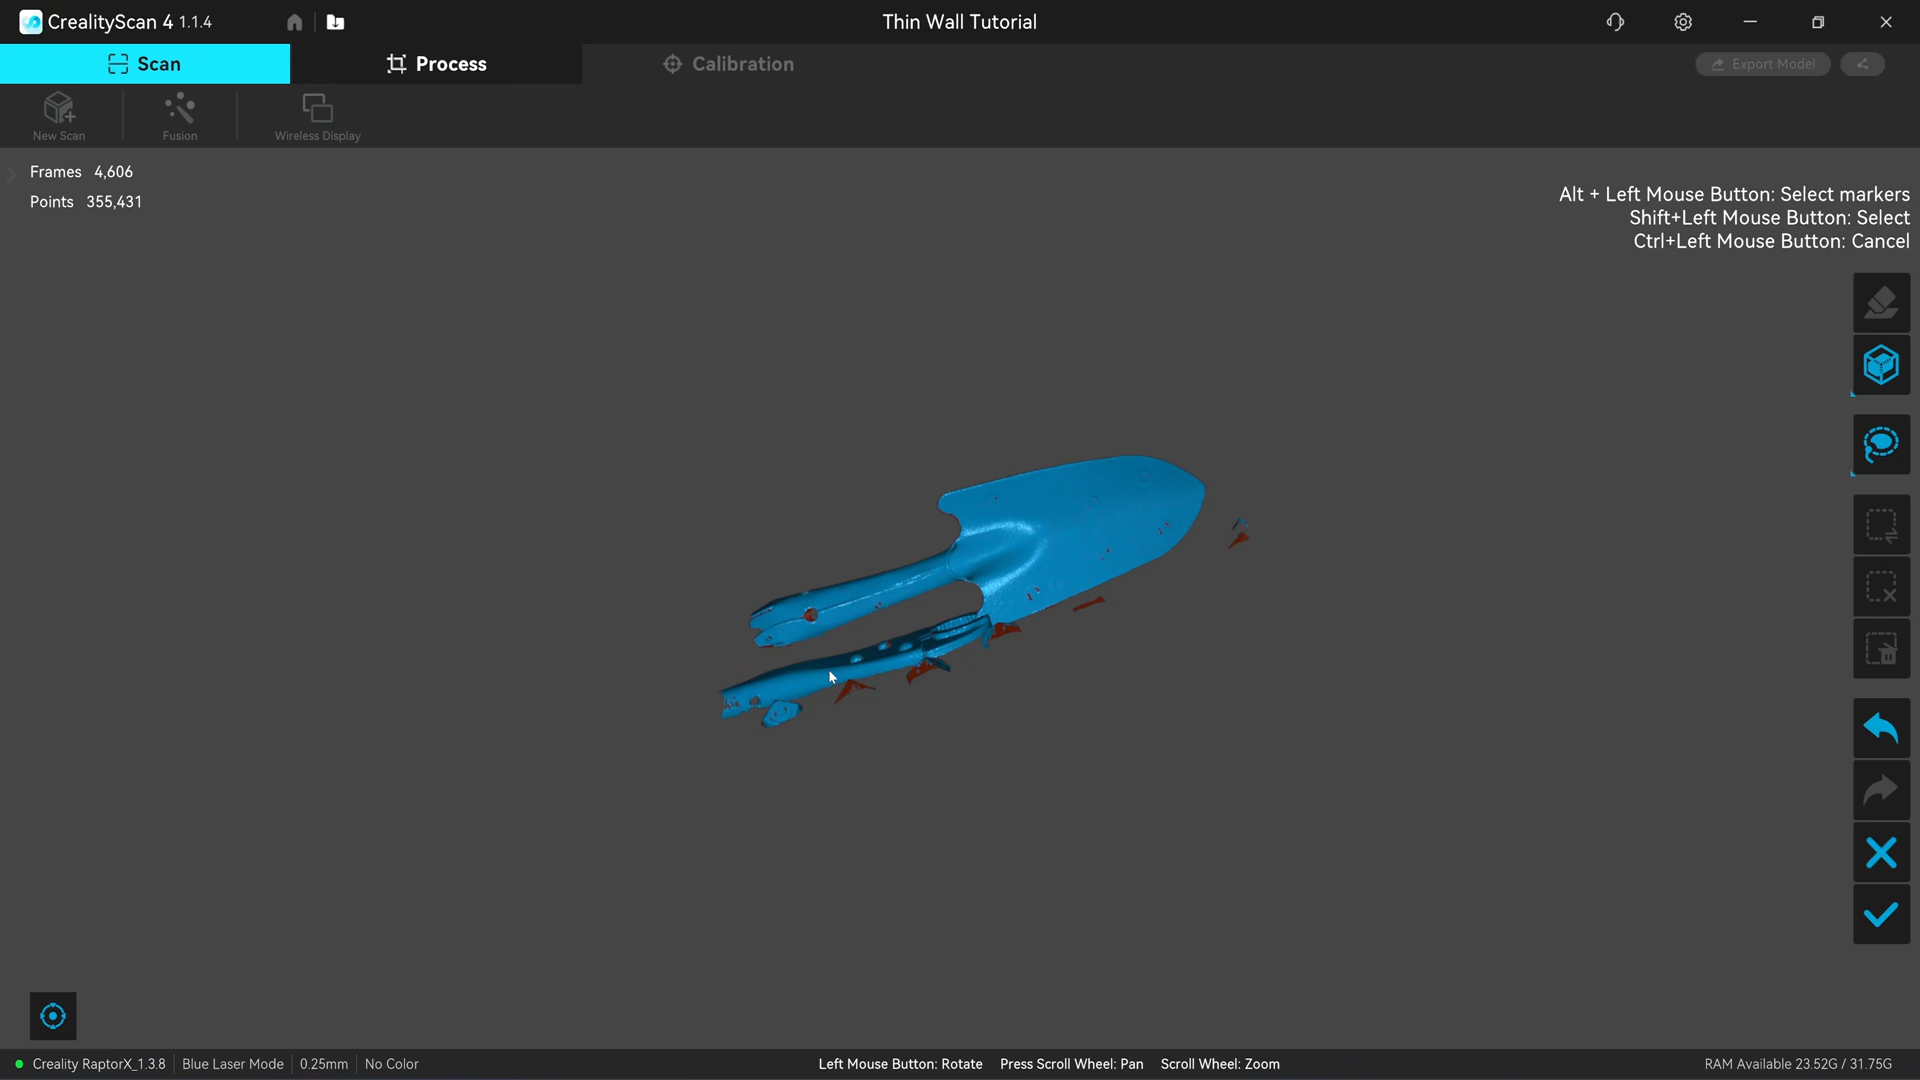 CrealityScan 4 1.1.4
Thin Wall Tutorial
Scan
Process
Calibration
Export Model
New Scan
Fusion
Wireless Display
Frames 4,606
Points 355,431
Alt + Left Mouse Button: Select markers
Shift+Left Mouse Button: Select
Ctrl+Left Mouse Button: Cancel
Creality RaptorX_1.3.8 Blue Laser Mode 0.25mm No Color
Left Mouse Button: Rotate Press Scroll Wheel: Pan Scroll Wheel: Zoom
RAM Available 23.52G / 31.75G